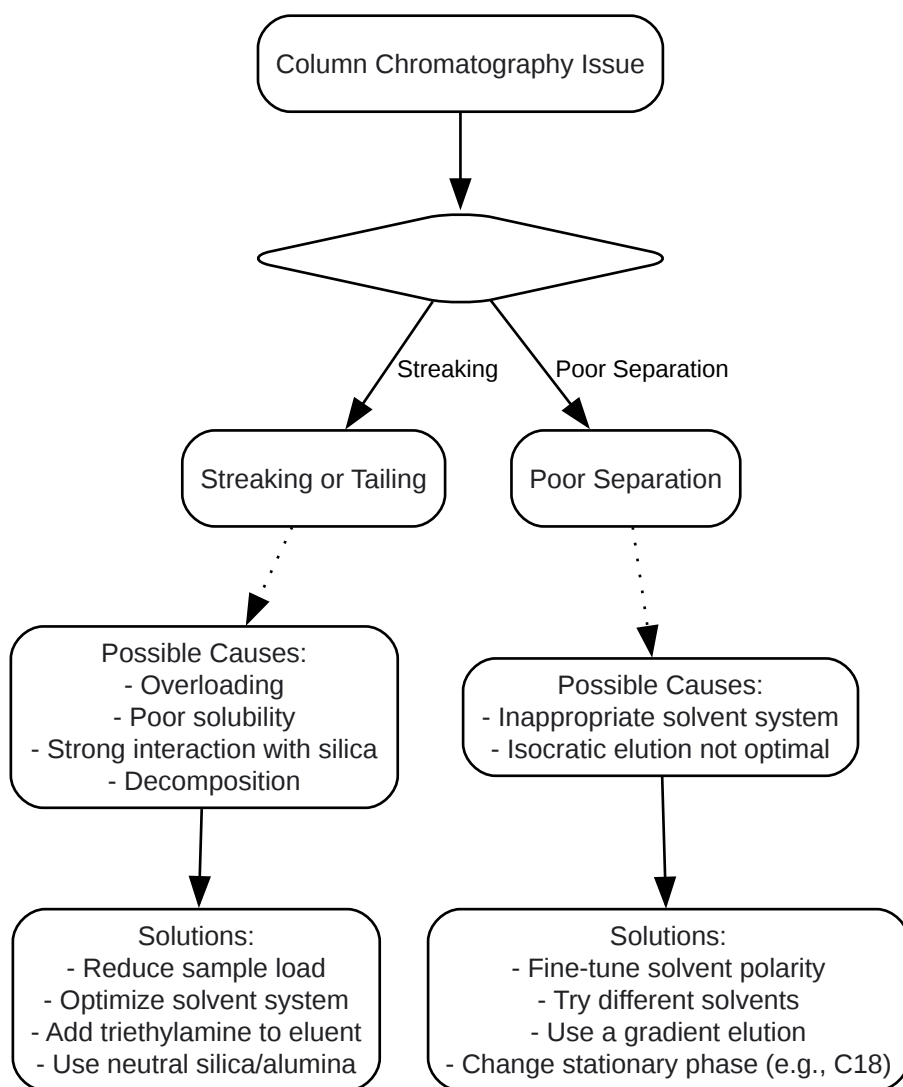 Column Chromatography Issue
Streaking
Poor Separation
Streaking or Tailing
Poor Separation
Possible Causes:
- Overloading
- Poor solubility
- Strong interaction with silica
- Decomposition
Possible Causes:
- Inappropriate solvent system
- Isocratic elution not optimal
Solutions:
- Reduce sample load
- Optimize solvent system
- Add triethylamine to eluent
- Use neutral silica/alumina
Solutions:
- Fine-tune solvent polarity
- Try different solvents
- Use a gradient elution
- Change stationary phase (e.g., C18)